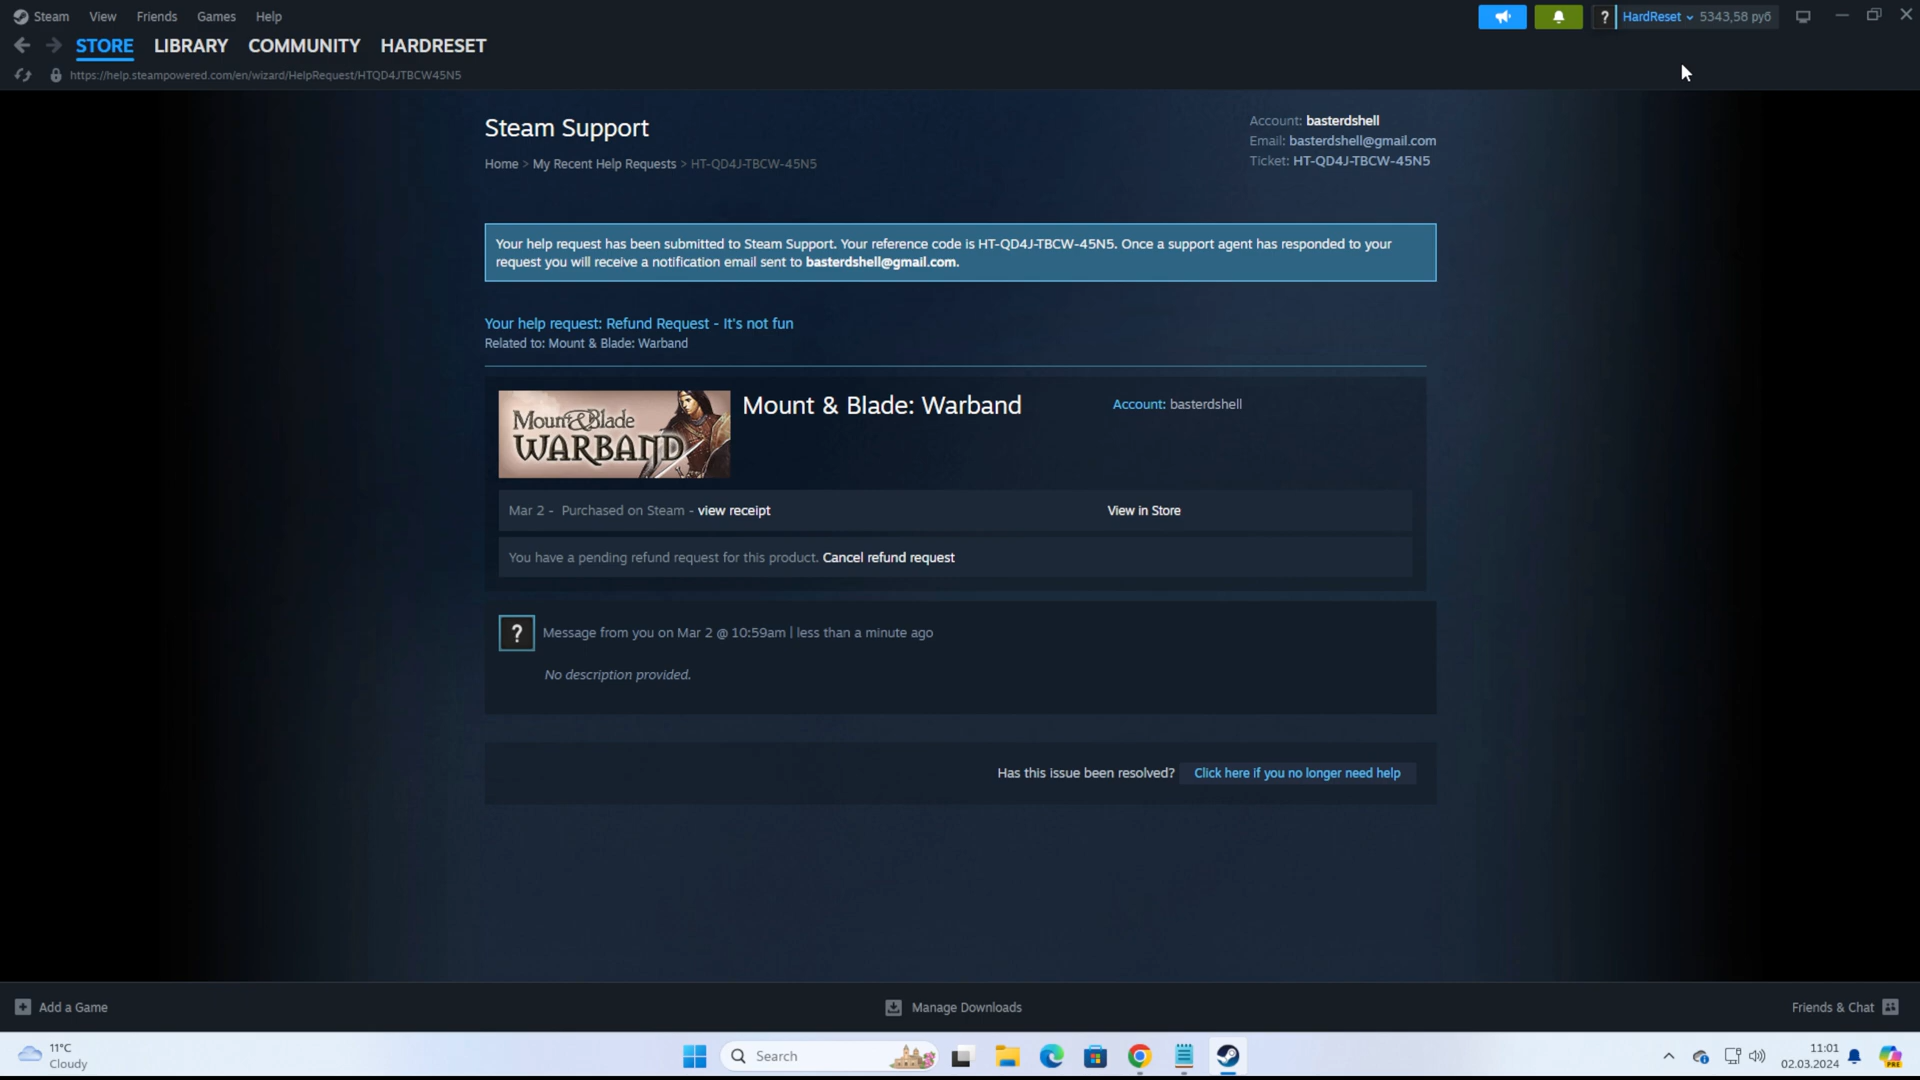 Steam View Friends Games Help
HardReset 5343,58 руб
STORE LIBRARY COMMUNITY HARDRESET
https://help.steampowered.com/en/wizard/HelpRequest/HTQD4JTBCW45N5
Steam Support
Account: basterdshell
Email: basterdshell@gmail.com
Ticket: HT-QD4J-TBCW-45N5
Home > My Recent Help Requests > HT-QD4J-TBCW-45N5
Your help request has been submitted to Steam Support. Your reference code is HT-QD4J-TBCW-45N5. Once a support agent has responded to your
request you will receive a notification email sent to basterdshell@gmail.com.
Your help request: Refund Request - It's not fun
Related to: Mount & Blade: Warband
Mount&Blade
WARBAND
Mount & Blade: Warband
Account: basterdshell
Mar 2 - Purchased on Steam - view receipt
View in Store
You have a pending refund request for this product. Cancel refund request
? Message from you on Mar 2 @ 10:59am | less than a minute ago
No description provided.
Has this issue been resolved? Click here if you no longer need help
Add a Game
Manage Downloads
Friends & Chat
11°C
Cloudy
Search
11:01
02.03.2024
PRE